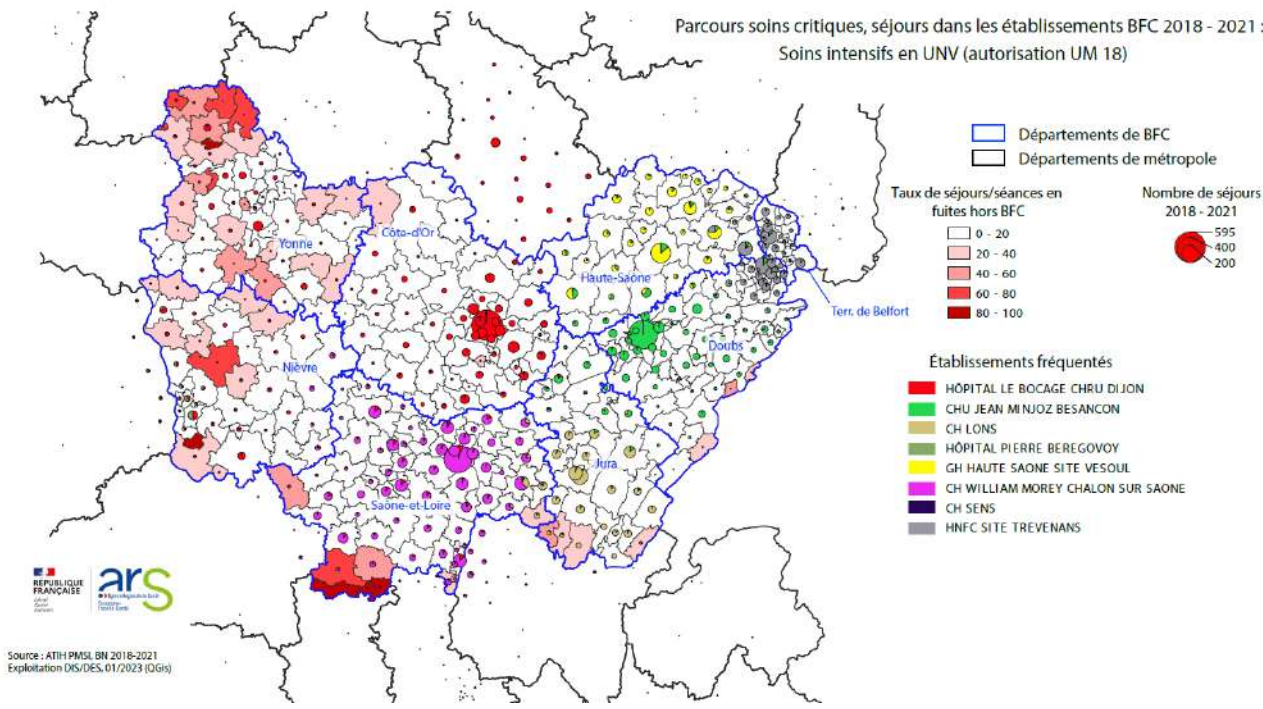 Parcours soins critiques, séjours dans les établissements BFC 2018 - 2021 :
Soins intensifs en UNV (autorisation UM 18)
Départements de BFC
Départements de métropole
Taux de séjours/séances en
fuites hors BFC
0 - 20
20 - 40
40 - 60
60 - 80
80 - 100
Nombre de séjours
2018 - 2021
595
400
200
Yonne
Côte-d'Or
Haute-Saône
Terr. de Belfort
Doubs
Nièvre
Jura
Saône-et-Loire
Établissements fréquentés
HÔPITAL LE BOCAGE CHRU DIJON
CHU JEAN MINJOZ BESANCON
CH LONS
HÔPITAL PIERRE BEREGOVOY
GH HAUTE SAONE SITE VESOUL
CH WILLIAM MOREY CHALON SUR SAONE
CH SENS
HNFC SITE TREVENANS
RÉPUBLIQUE
FRANÇAISE
ars
Source : ATIH PMSI, BN 2018-2021
Exploitation DIS/DES, 01/2023 (QGis)